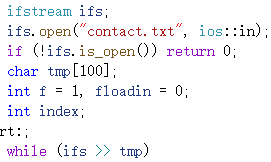 ifstream ifs;
ifs.open("contact.txt", ios::in);
if (!ifs.is_open()) return 0;
char tmp[100];
int f = 1, floadin = 0;
int index;
rt:;
while (ifs >> tmp)